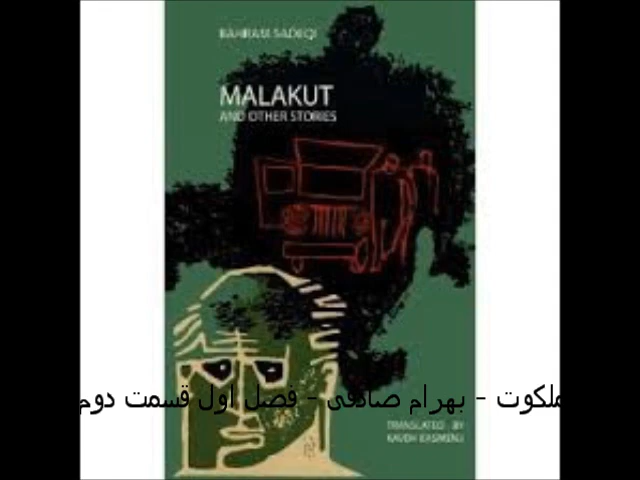 BAHRAM SADEQI
MALAKUT
AND OTHER STORIES
ملکوت - بهرام صادقی - فصل اول قسمت دوم
TRANSLATED BY
KAVEH BASMENJI